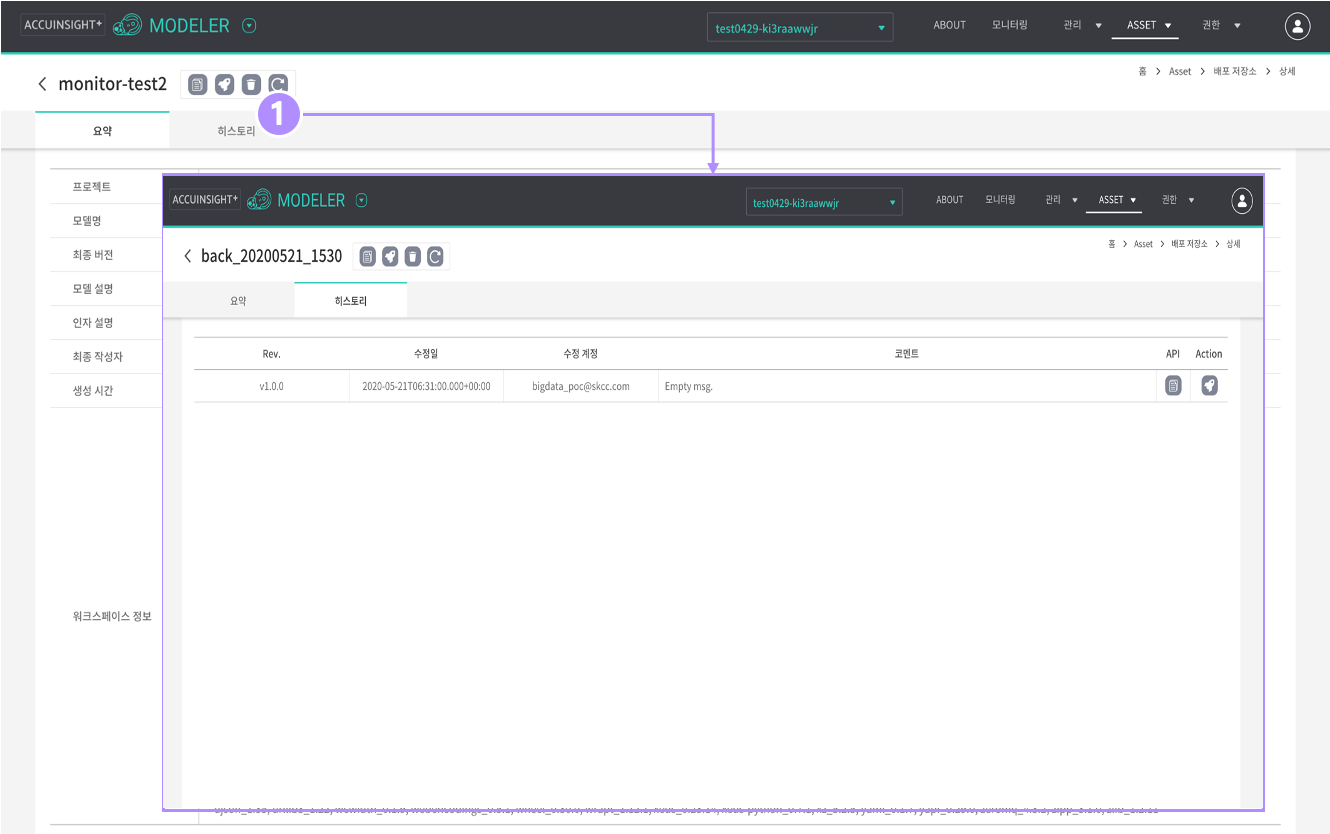 ACCUINSIGHT+ MODELER test0429-ki3raawwjr ABOUT 모니터링 관리 ASSET 권한
monitor-test2
홈 > Asset > 배포 저장소 > 상세
1
요약 히스토리
프로젝트
모델명
최종 버전
모델 설명
인자 설명
최종 작성자
생성 시간
워크스페이스 정보
ACCUINSIGHT+ MODELER test0429-ki3raawwjr ABOUT 모니터링 관리 ASSET 권한
back_20200521_1530
홈 > Asset > 배포 저장소 > 상세
요약 히스토리
Rev. 수정일 수정 계정 코멘트 API Action
v1.0.0 2020-05-21T06:31:00.000+00:00 bigdata_poc@skcc.com Empty msg.